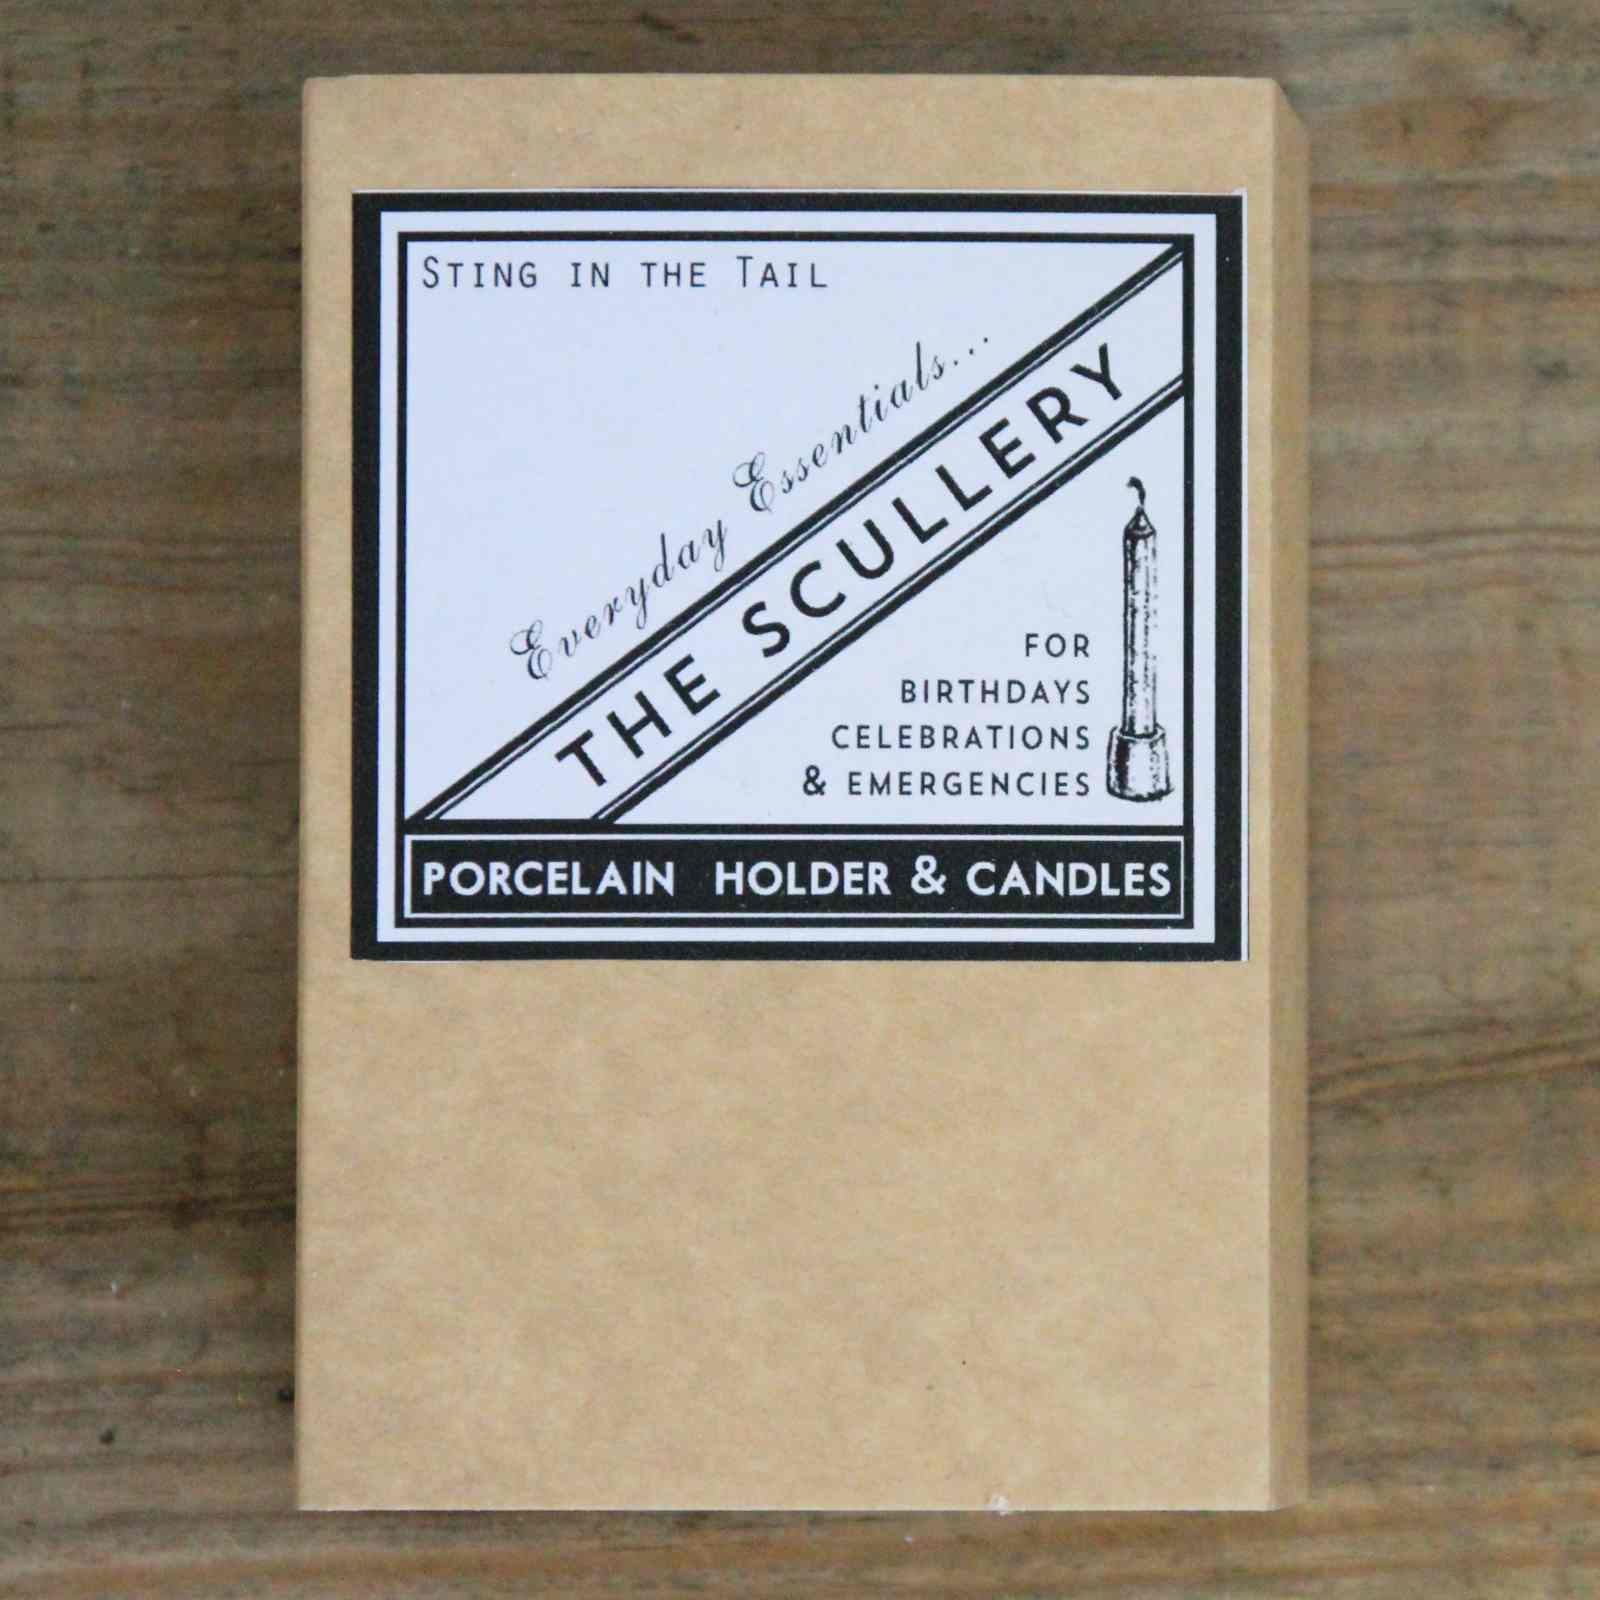 STING IN THE TAIL
Everyday Essentials...
THE SCULLERY
FOR
BIRTHDAYS
CELEBRATIONS
& EMERGENCIES
PORCELAIN HOLDER & CANDLES